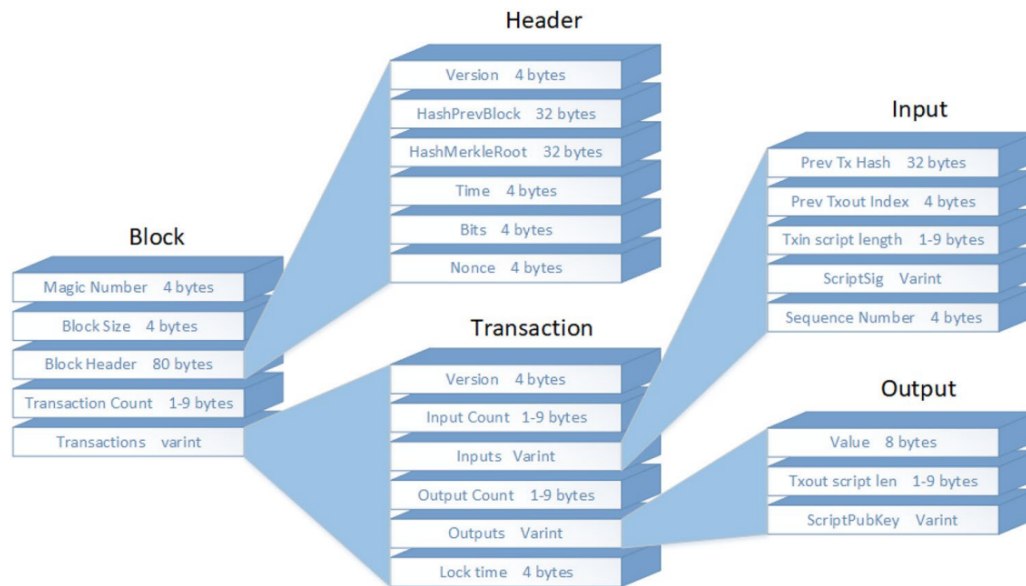 Header
Version 4 bytes
HashPrevBlock 32 bytes
HashMerkleRoot 32 bytes
Time 4 bytes
Bits 4 bytes
Nonce 4 bytes
Block
Magic Number 4 bytes
Block Size 4 bytes
Block Header 80 bytes
Transaction Count 1-9 bytes
Transactions varint
Transaction
Version 4 bytes
Input Count 1-9 bytes
Inputs Varint
Output Count 1-9 bytes
Outputs Varint
Lock time 4 bytes
Input
Prev Tx Hash 32 bytes
Prev Txout Index 4 bytes
Txin script length 1-9 bytes
ScriptSig Varint
Sequence Number 4 bytes
Output
Value 8 bytes
Txout script len 1-9 bytes
ScriptPubKey Varint